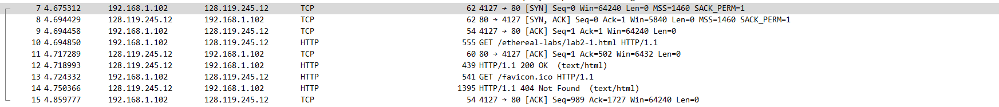 7 4.675312 192.168.1.102 128.119.245.12 TCP 62 4127 → 80 [SYN] Seq=0 Win=64240 Len=0 MSS=1460 SACK_PERM=1
8 4.694429 128.119.245.12 192.168.1.102 TCP 62 80 → 4127 [SYN, ACK] Seq=0 Ack=1 Win=5840 Len=0 MSS=1460 SACK_PERM=1
9 4.694458 192.168.1.102 128.119.245.12 TCP 54 4127 → 80 [ACK] Seq=1 Ack=1 Win=64240 Len=0
10 4.694850 192.168.1.102 128.119.245.12 HTTP 555 GET /ethereal-labs/lab2-1.html HTTP/1.1
11 4.717289 128.119.245.12 192.168.1.102 TCP 60 80 → 4127 [ACK] Seq=1 Ack=502 Win=6432 Len=0
12 4.718993 128.119.245.12 192.168.1.102 HTTP 439 HTTP/1.1 200 OK (text/html)
13 4.724332 192.168.1.102 128.119.245.12 HTTP 541 GET /favicon.ico HTTP/1.1
14 4.750366 128.119.245.12 192.168.1.102 HTTP 1395 HTTP/1.1 404 Not Found (text/html)
15 4.859777 192.168.1.102 128.119.245.12 TCP 54 4127 → 80 [ACK] Seq=989 Ack=1727 Win=64240 Len=0